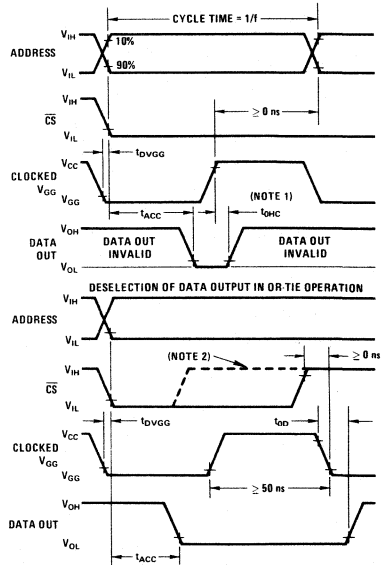 CYCLE TIME = 1/f
ADDRESS
VIH
10%
90%
VIL
CS
VIH
VIL
≥ 0 ns
tDVGG
CLOCKED
VGG
VCC
VGG
(NOTE 1)
tACC
tOHC
DATA
OUT
VOH
DATA OUT
INVALID
DATA OUT
INVALID
VOL
DESELECTION OF DATA OUTPUT IN OR-TIE OPERATION
ADDRESS
VIH
VIL
(NOTE 2)
≥ 0 ns
CS
VIH
VIL
tDVGG
tOD
CLOCKED
VGG
VCC
VGG
≥ 50 ns
DATA OUT
VOH
VOL
tACC